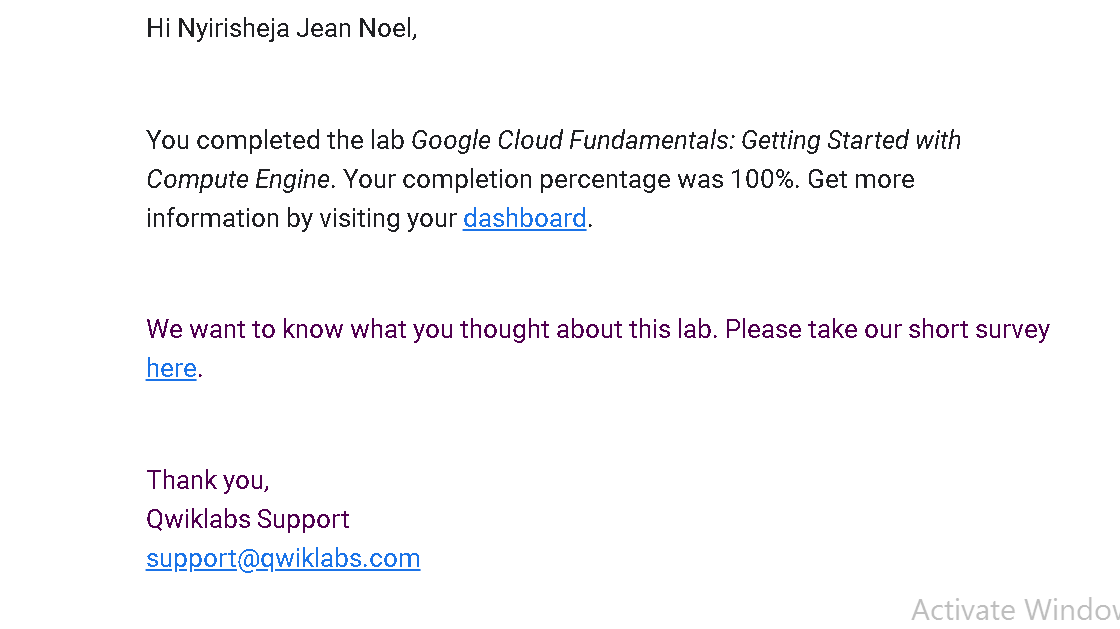 Hi Nyirisheja Jean Noel,
You completed the lab Google Cloud Fundamentals: Getting Started with
Compute Engine. Your completion percentage was 100%. Get more
information by visiting your dashboard.
We want to know what you thought about this lab. Please take our short survey
here.
Thank you,
Qwiklabs Support
support@qwiklabs.com
Activate Window